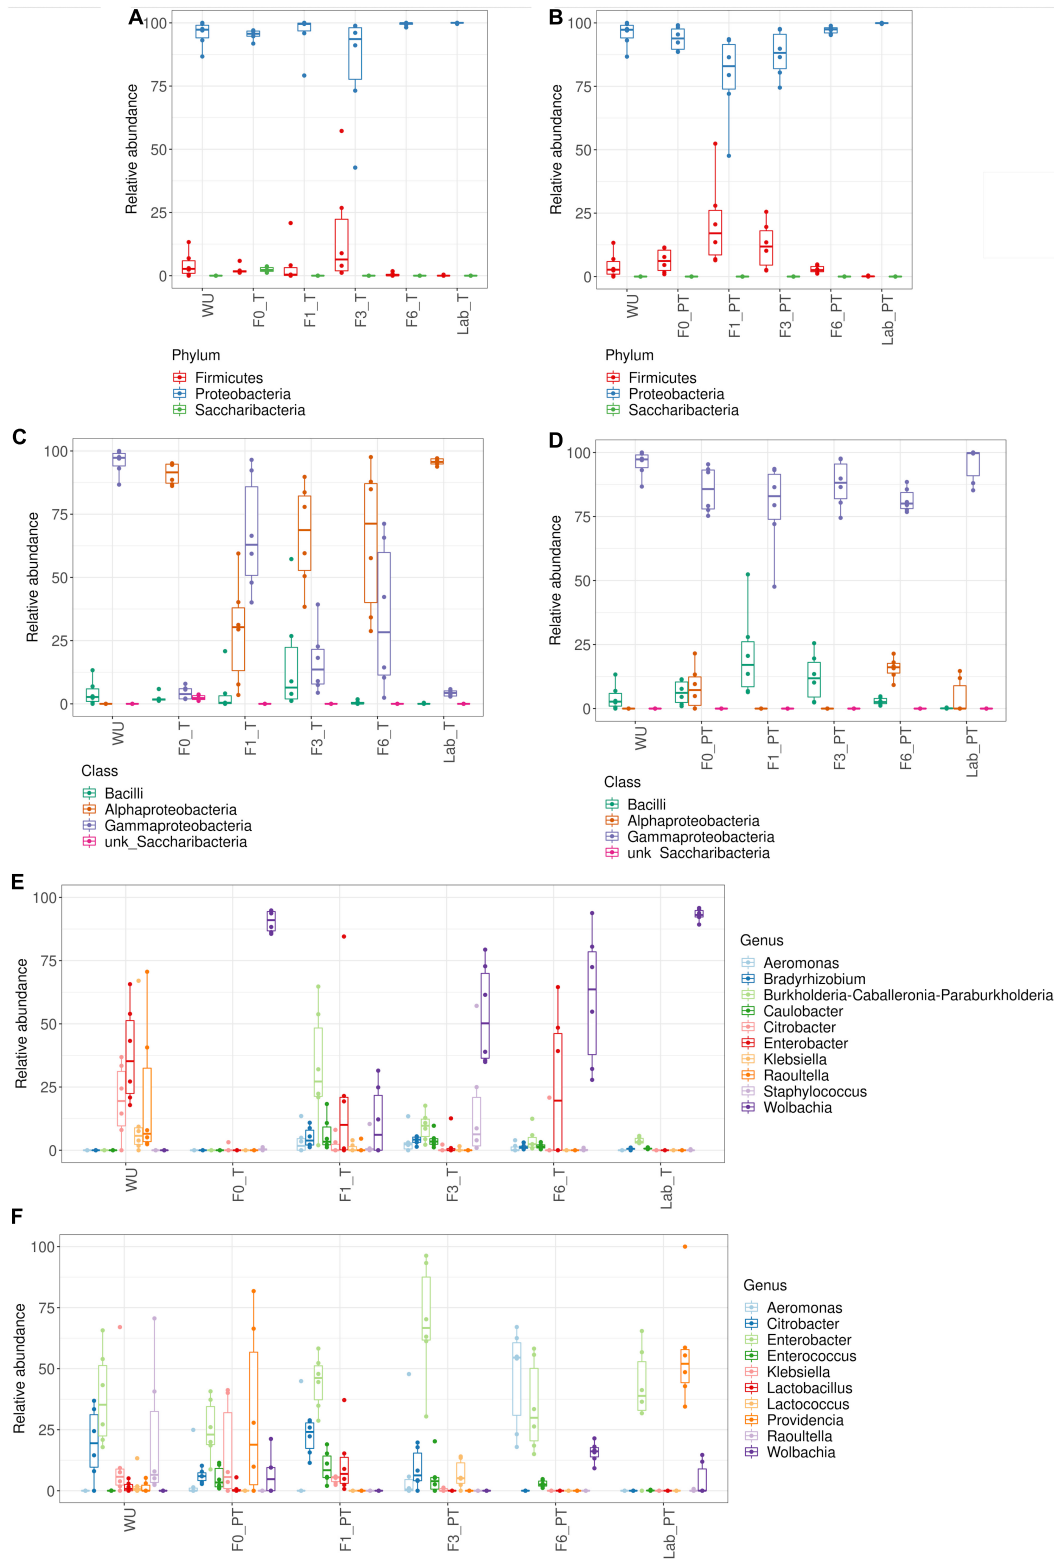 A
100
75
50
25
0
Relative abundance
WU
F0_T
F1_T
F3_T
F6_T
Lab_T
Phylum
Firmicutes
Proteobacteria
Saccharibacteria
B
100
75
50
25
0
Relative abundance
WU
F0_PT
F1_PT
F3_PT
F6_PT
Lab_PT
Phylum
Firmicutes
Proteobacteria
Saccharibacteria
C
100
75
50
25
0
Relative abundance
WU
F0_T
F1_T
F3_T
F6_T
Lab_T
Class
Bacilli
Alphaproteobacteria
Gammaproteobacteria
unk_Saccharibacteria
D
100
75
50
25
0
Relative abundance
WU
F0_PT
F1_PT
F3_PT
F6_PT
Lab_PT
Class
Bacilli
Alphaproteobacteria
Gammaproteobacteria
unk Saccharibacteria
E
100
75
50
25
0
Relative abundance
WU
F0_T
F1_T
F3_T
F6_T
Lab_T
Genus
Aeromonas
Bradyrhizobium
Burkholderia-Caballeronia-Paraburkholderia
Caulobacter
Citrobacter
Enterobacter
Klebsiella
Raoultella
Staphylococcus
Wolbachia
F
100
75
50
25
0
Relative abundance
WU
F0_PT
F1_PT
F3_PT
F6_PT
Lab_PT
Genus
Aeromonas
Citrobacter
Enterobacter
Enterococcus
Klebsiella
Lactobacillus
Lactococcus
Providencia
Raoultella
Wolbachia